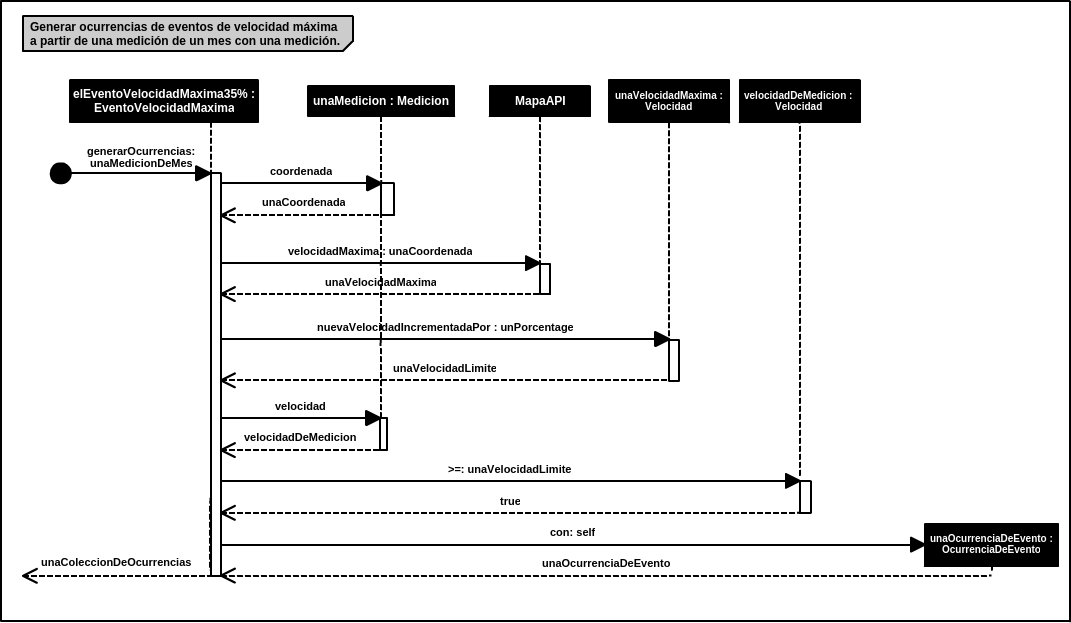 Generar ocurrencias de eventos de velocidad máxima
a partir de una medición de un mes con una medición.
elEventoVelocidadMaxima35% :
EventoVelocidadMaxima
unaMedicion : Medicion
MapaAPI
unaVelocidadMaxima :
Velocidad
velocidadDeMedicion :
Velocidad
generarOcurrencias:
unaMedicionDeMes
coordenada
unaCoordenada
velocidadMaxima : unaCoordenada
unaVelocidadMaxima
nuevaVelocidadIncrementadaPor : unPorcentage
unaVelocidadLimite
velocidad
velocidadDeMedicion
>=: unaVelocidadLimite
true
con: self
unaOcurrenciaDeEvento :
OcurrenciaDeEvento
unaColeccionDeOcurrencias
unaOcurrenciaDeEvento